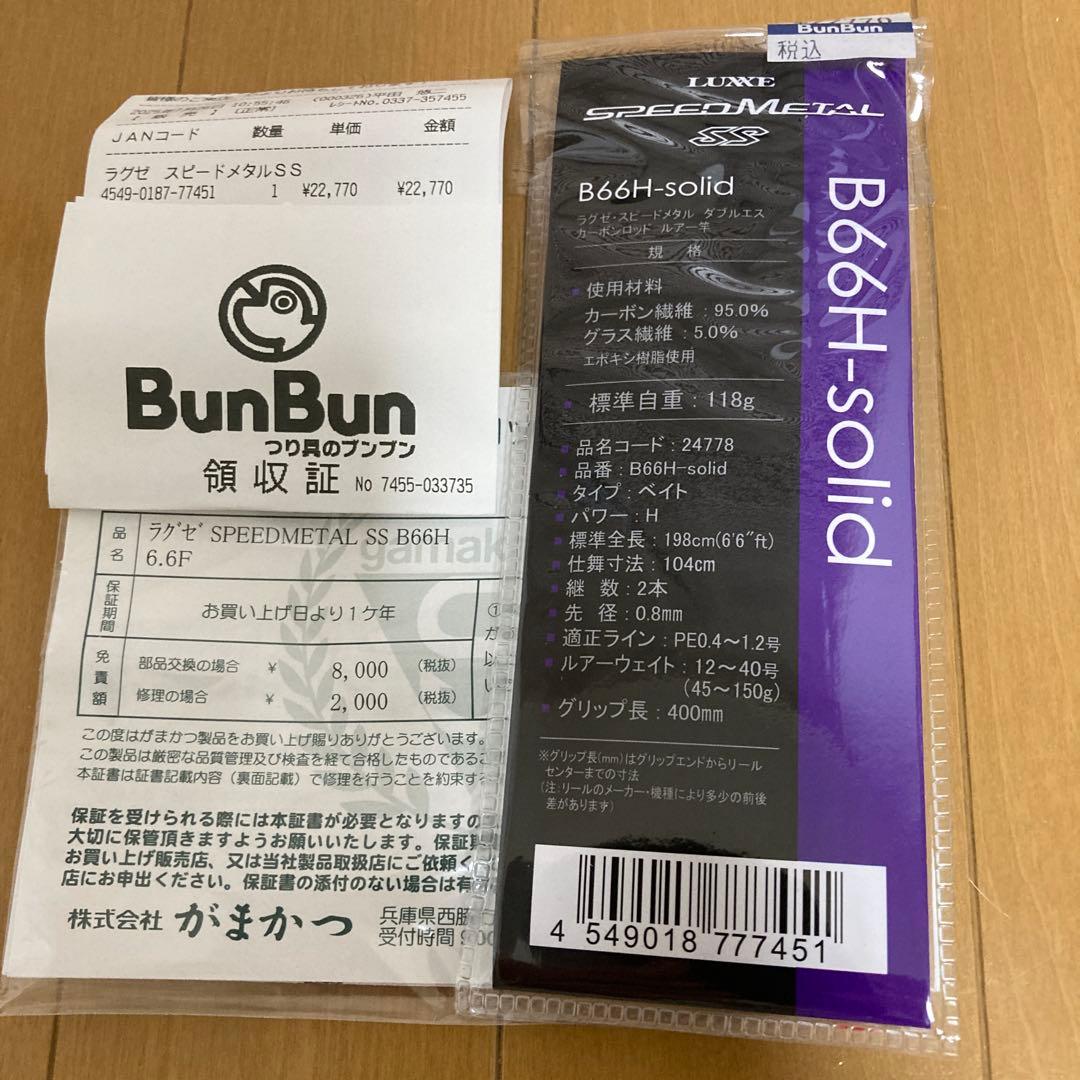 10:55:46 (000326)平田 悠
レシートNo.0337-357455
JANコード 数量 単価 金額
ラグゼ スピードメタルSS
4549-0187-77451 1 ¥22,770 ¥22,770
BunBun
つり具のブンブン
領収証 No 7455-033735
品名 ﾗｸﾞｾﾞ SPEEDMETAL SS B66H
6.6F
保証期間 お買い上げ日より1ケ年
免責額 部品交換の場合 ¥ 8,000 (税抜)
修理の場合 ¥ 2,000 (税抜)
gamak
この度はがまかつ製品をお買い上げ賜りありがとうございます。
この製品は厳密な品質管理及び検査を経て合格したものであるこ
本証書は証書記載内容（裏面記載）で修理を行うことを約束する
保証を受けられる際には本証書が必要となりますの
大切に保管頂きますようお願いいたします。保証期
お買い上げ販売店、又は当社製品取扱店にご依頼く
店にお申出ください。保証書の添付のない場合は有
株式会社 がまかつ
兵庫県西脇
受付時間 9:00
BunBun
税込
LUXXE
SPEEDMETAL
SS
B66H-solid
ラグゼ・スピードメタル ダブルエス
カーボンロッド ルアー竿
規 格
使用材料
カーボン繊維 : 95.0%
グラス繊維 : 5.0%
エポキシ樹脂使用
標準自重 : 118g
品名コード : 24778
品番 : B66H-solid
タイプ : ベイト
パワー : H
標準全長 : 198cm(6'6"ft)
仕舞寸法 : 104cm
継 数 : 2本
先 径 : 0.8mm
適正ライン : PE0.4〜1.2号
ルアーウェイト : 12〜40号
(45〜150g)
グリップ長 : 400mm
※グリップ長(mm)はグリップエンドからリール
センターまでの寸法
(注:リールのメーカー・機種により多少の前後
差があります)
4 549018 777451
B66H-solid